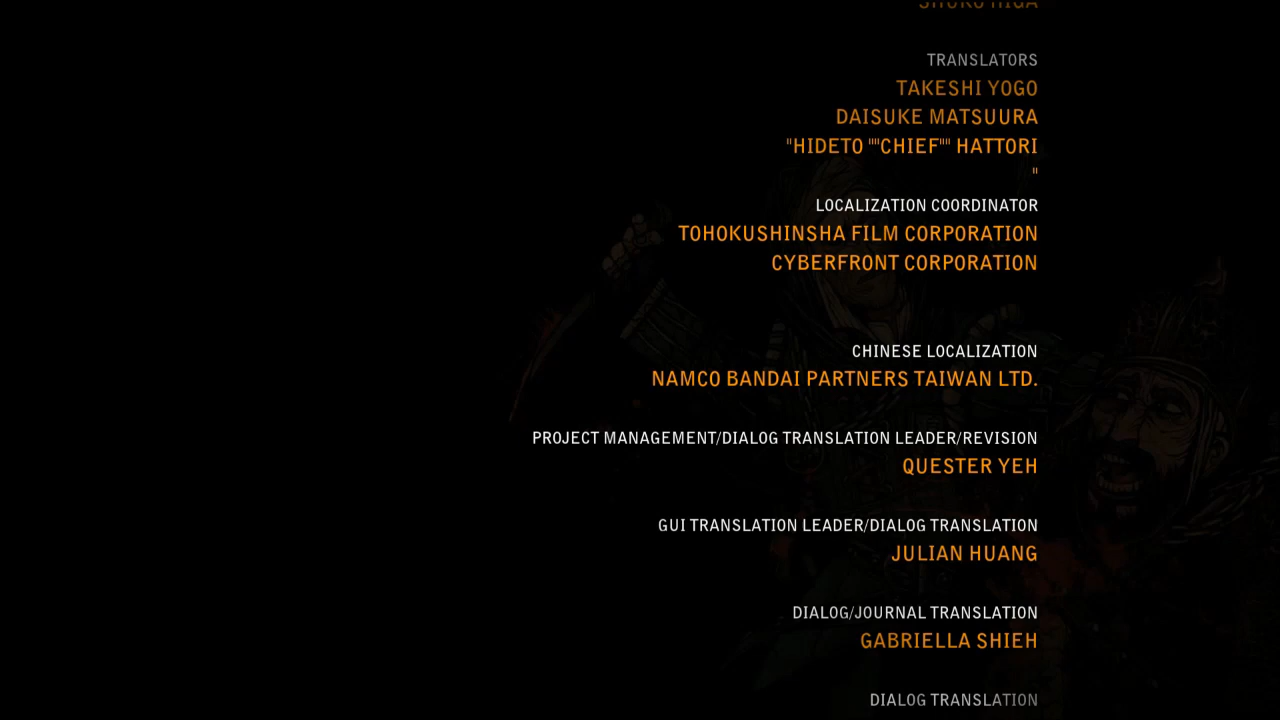 TRANSLATORS
TAKESHI YOGO
DAISUKE MATSUURA
"HIDETO ""CHIEF"" HATTORI
"
LOCALIZATION COORDINATOR
TOHOKUSHINSHA FILM CORPORATION
CYBERFRONT CORPORATION
CHINESE LOCALIZATION
NAMCO BANDAI PARTNERS TAIWAN LTD.
PROJECT MANAGEMENT/DIALOG TRANSLATION LEADER/REVISION
QUESTER YEH
GUI TRANSLATION LEADER/DIALOG TRANSLATION
JULIAN HUANG
DIALOG/JOURNAL TRANSLATION
GABRIELLA SHIEH
DIALOG TRANSLATION